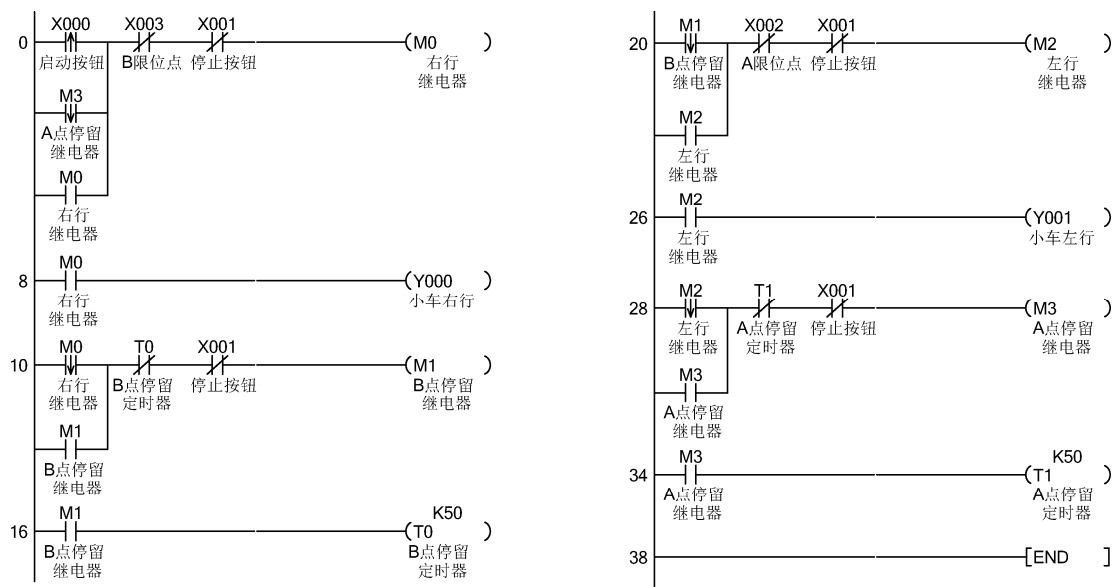 X000 X003 X001
0 (M0 )
启动按钮 B限位点 停止按钮 右行
继电器
M3
A点停留
继电器
M0
右行
继电器
M0
8 (Y000 )
右行 小车右行
继电器
M0 T0 X001
10 (M1 )
右行 B点停留 停止按钮 B点停留
继电器 定时器 继电器
M1
B点停留
继电器
M1 K50
16 (T0 )
B点停留 B点停留
继电器 定时器
M1 X002 X001
20 (M2 )
B点停留 A限位点 停止按钮 左行
继电器 继电器
M2
左行
继电器
M2
26 (Y001 )
左行 小车左行
继电器
M2 T1 X001
28 (M3 )
左行 A点停留 停止按钮 A点停留
继电器 定时器 继电器
M3
A点停留
继电器
M3 K50
34 (T1 )
A点停留 A点停留
继电器 定时器
38 [END ]